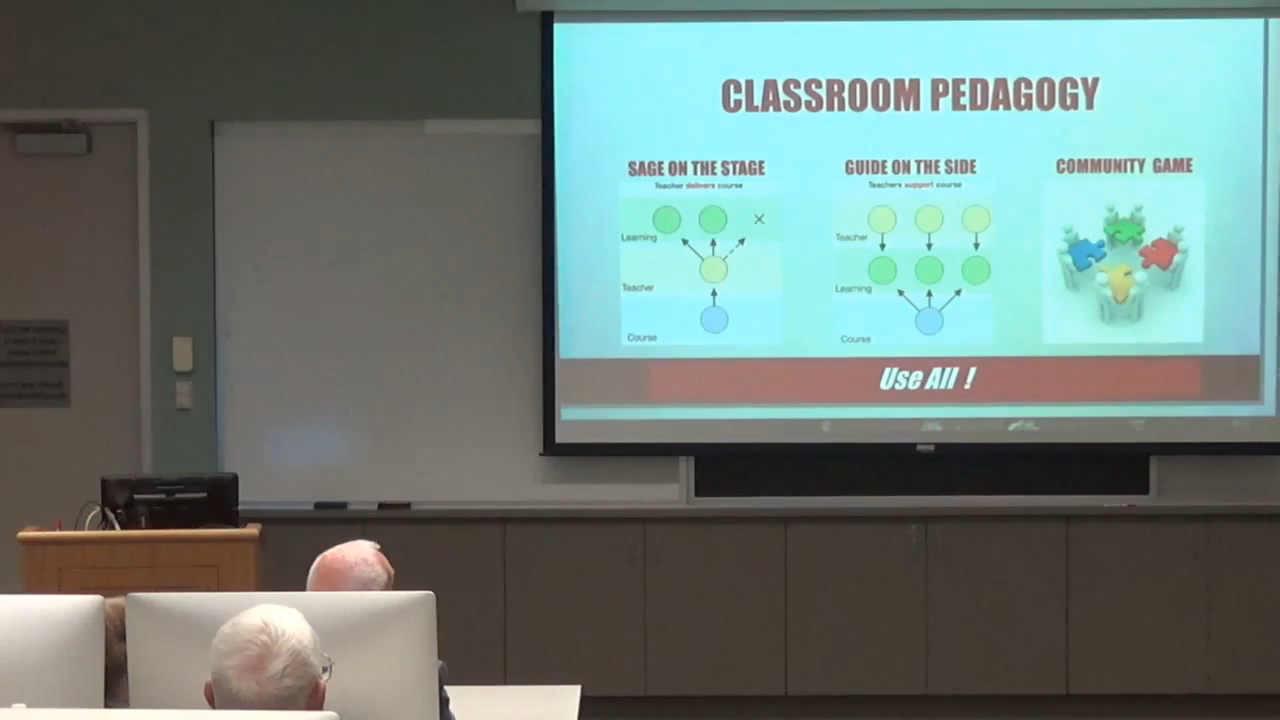 CLASSROOM PEDAGOGY
SAGE ON THE STAGE
Teacher delivers course
Learning
Teacher
Course
GUIDE ON THE SIDE
Teachers support course
Teacher
Learning
Course
COMMUNITY GAME
Use All !